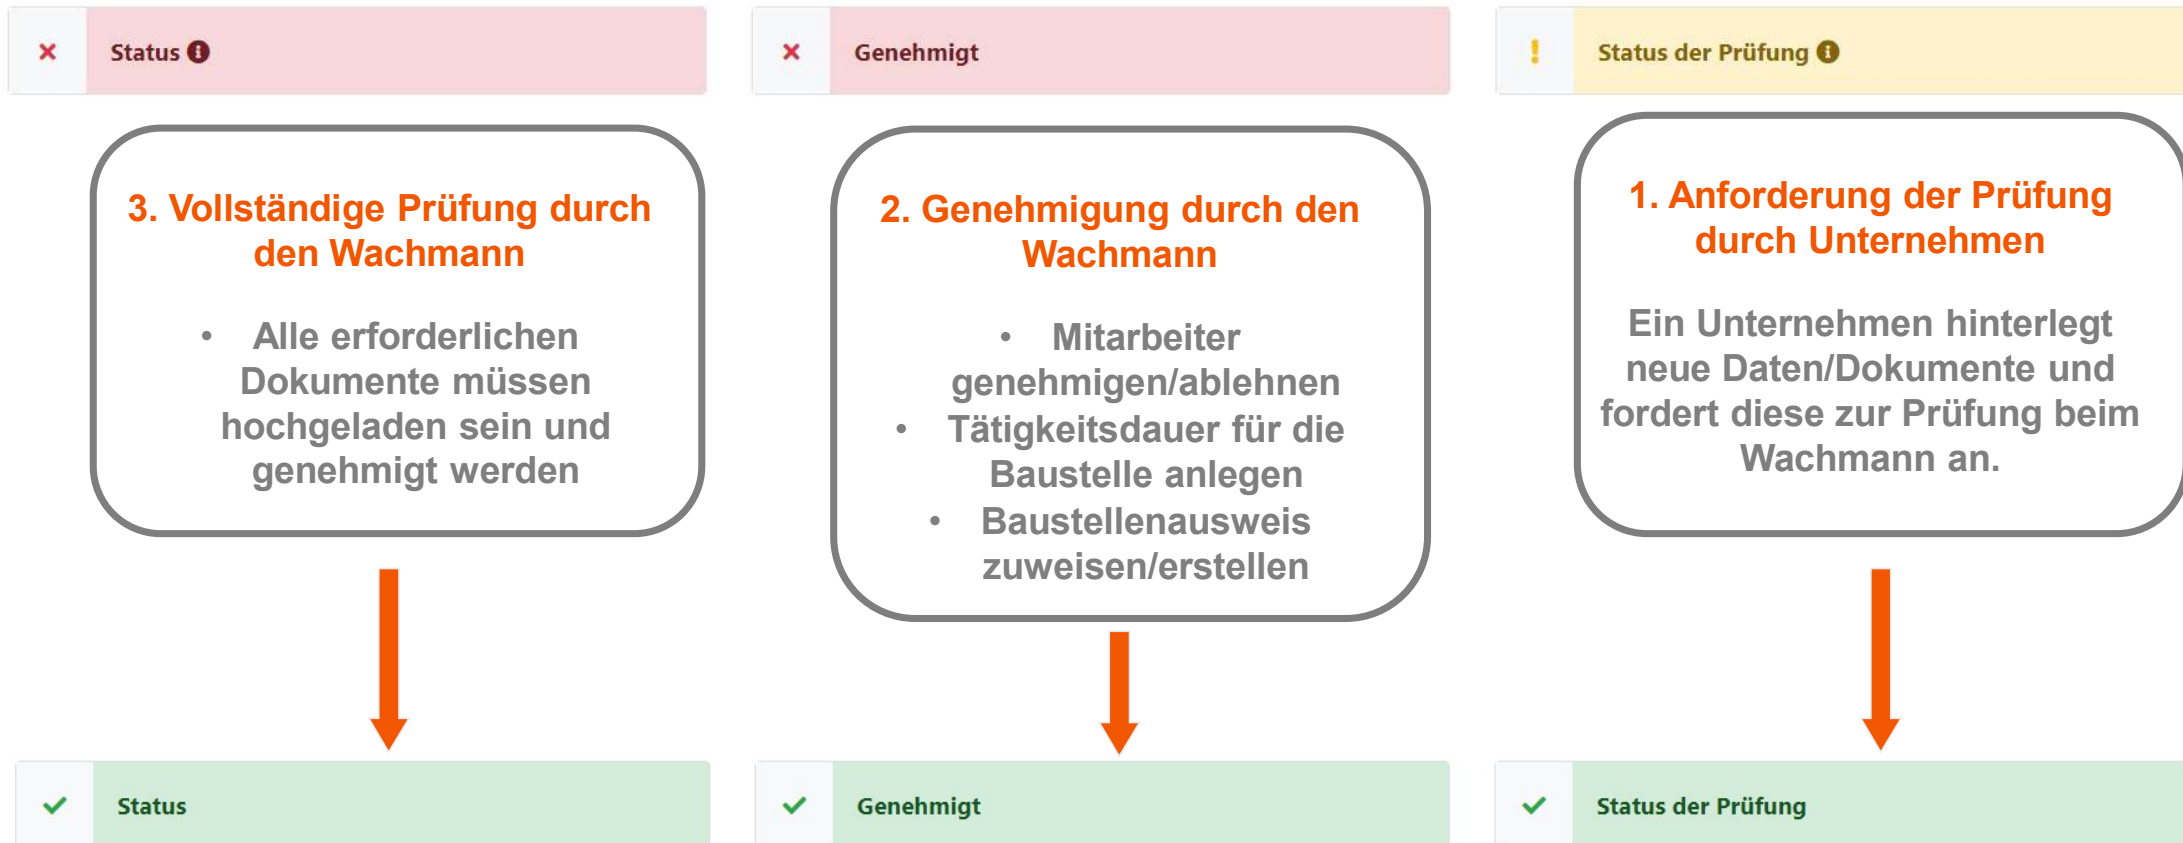 Status
Genehmigt
Status der Prüfung
3. Vollständige Prüfung durch
den Wachmann
• Alle erforderlichen
Dokumente müssen
hochgeladen sein und
genehmigt werden
2. Genehmigung durch den
Wachmann
• Mitarbeiter
genehmigen/ablehnen
• Tätigkeitsdauer für die
Baustelle anlegen
• Baustellenausweis
zuweisen/erstellen
1. Anforderung der Prüfung
durch Unternehmen
Ein Unternehmen hinterlegt
neue Daten/Dokumente und
fordert diese zur Prüfung beim
Wachmann an.
Status
Genehmigt
Status der Prüfung